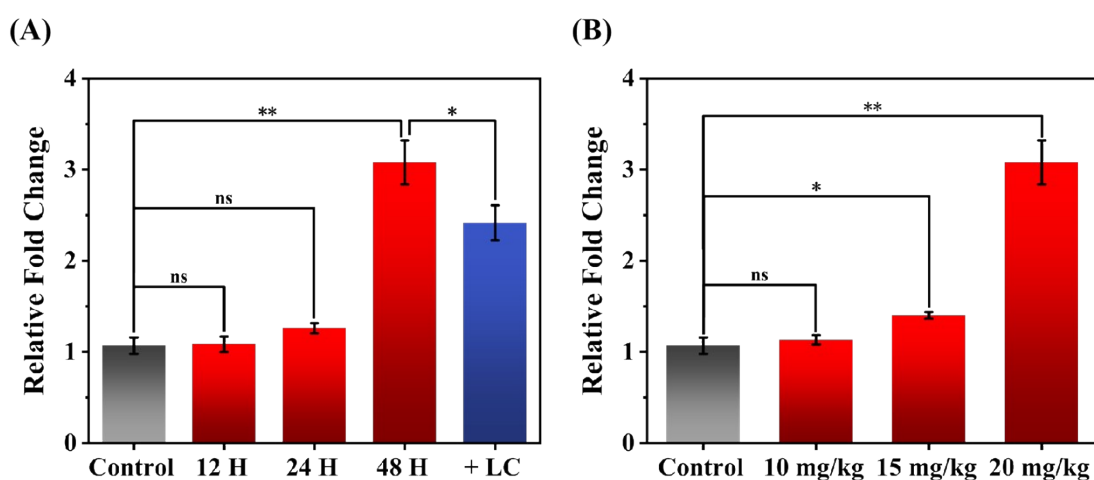 (A)
Relative Fold Change
4
3
2
1
0
**
*
ns
ns
Control 12 H 24 H 48 H + LC
(B)
Relative Fold Change
4
3
2
1
0
**
*
ns
Control 10 mg/kg 15 mg/kg 20 mg/kg